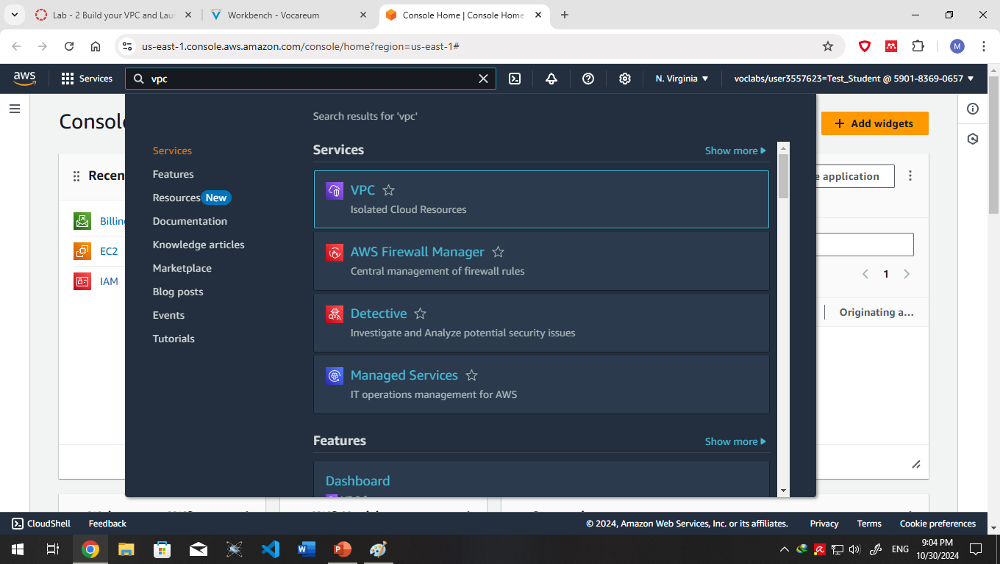 Lab - 2 Build your VPC and Lau
Workbench - Vocareum
Console Home | Console Home
us-east-1.console.aws.amazon.com/console/home?region=us-east-1#
M
aws
Services
vpc
N. Virginia
voclabs/user3557623=Test_Student @ 5901-8369-0657
Search results for 'vpc'
Conso
Add widgets
Services
Features
Resources New
Documentation
Knowledge articles
Marketplace
Blog posts
Events
Tutorials
Services
Show more
VPC
Isolated Cloud Resources
AWS Firewall Manager
Central management of firewall rules
Detective
Investigate and Analyze potential security issues
Managed Services
IT operations management for AWS
Features
Show more
Dashboard
Recen
Billing
EC2
IAM
e application
1
Originating a...
CloudShell
Feedback
© 2024, Amazon Web Services, Inc. or its affiliates.
Privacy
Terms
Cookie preferences
ENG
9:04 PM
10/30/2024